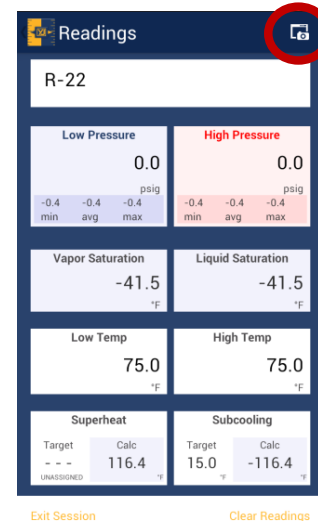 Readings
R-22
Low Pressure
0.0
psig
-0.4 -0.4 -0.4
min avg max
High Pressure
0.0
psig
-0.4 -0.4 -0.4
min avg max
Vapor Saturation
-41.5
°F
Liquid Saturation
-41.5
°F
Low Temp
75.0
°F
High Temp
75.0
°F
Superheat
Target Calc
- - - 116.4
UNASSIGNED °F
Subcooling
Target Calc
15.0 -116.4
°F °F
Exit Session Clear Readings